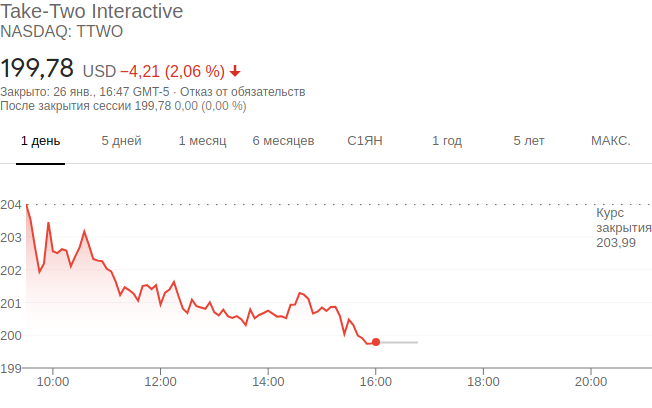 Take-Two Interactive
NASDAQ: TTWO
199,78 USD −4,21 (2,06 %)
Закрыто: 26 янв., 16:47 GMT-5 · Отказ от обязательств
После закрытия сессии 199,78 0,00 (0,00 %)
1 день 5 дней 1 месяц 6 месяцев С1ЯН 1 год 5 лет МАКС.
204
Курс
закрытия
203,99
203
202
201
200
199
10:00 12:00 14:00 16:00 18:00 20:00